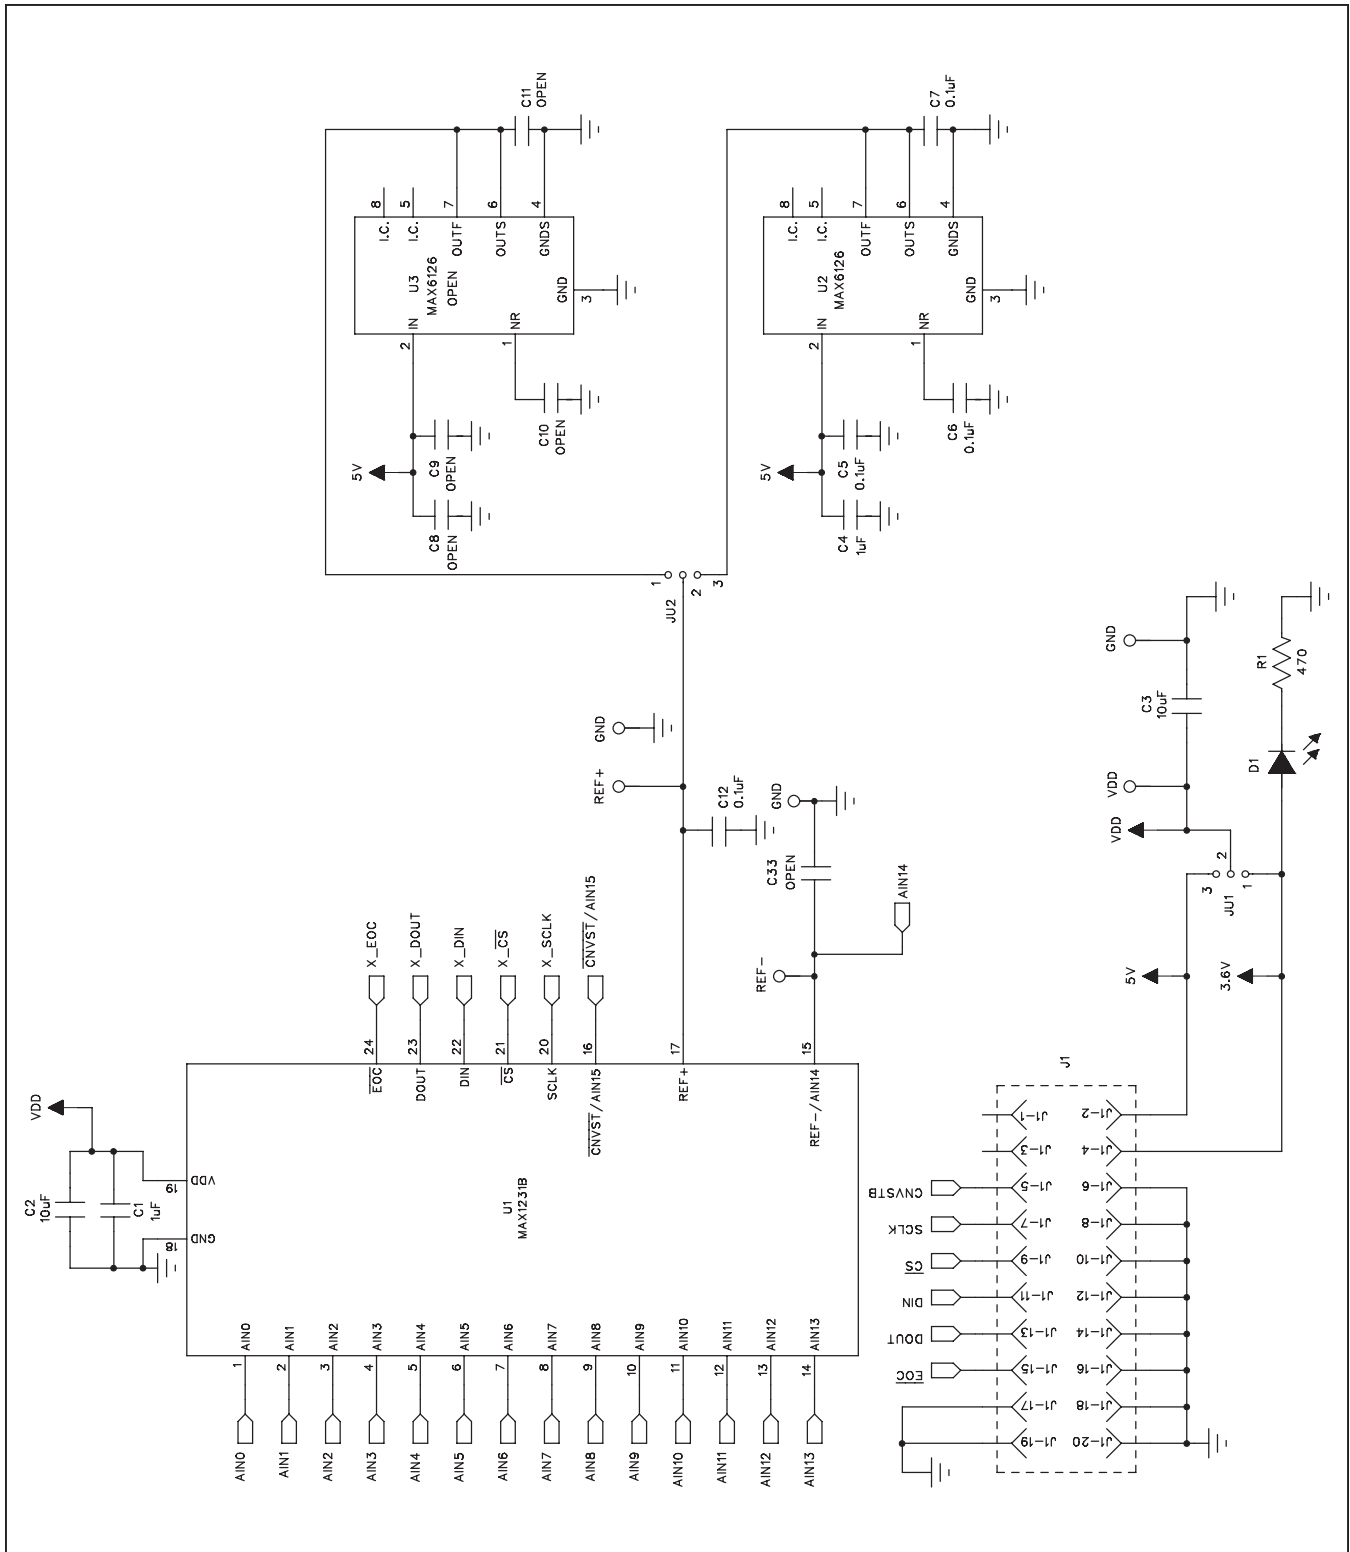 C11
OPEN
8
I.C.
5
I.C.
7
OUTF
6
OUTS
4
GNDS
U3
MAX6126
OPEN
GND
3
2
IN
1
NR
C10
OPEN
5V
C9
OPEN
C8
OPEN
C7
0.1uF
8
I.C.
5
I.C.
7
OUTF
6
OUTS
4
GNDS
U2
MAX6126
GND
3
2
IN
1
NR
C6
0.1uF
5V
C5
0.1uF
C4
1uF
1
2
3
JU2
GND
REF+
C12
0.1uF
GND
C33
OPEN
AIN14
REF-
X_EOC
X_DOUT
X_DIN
X_CS
X_SCLK
CNVST/AIN15
24
23
22
21
20
16
17
15
EOC
DOUT
DIN
CS
SCLK
CNVST/AIN15
REF+
REF-/AIN14
VDD
C2
10uF
C1
1uF
19
VDD
18
GND
U1
MAX1231B
AIN0
AIN1
AIN2
AIN3
AIN4
AIN5
AIN6
AIN7
AIN8
AIN9
AIN10
AIN11
AIN12
AIN13
1
2
3
4
5
6
7
8
9
10
11
12
13
14
AIN0
AIN1
AIN2
AIN3
AIN4
AIN5
AIN6
AIN7
AIN8
AIN9
AIN10
AIN11
AIN12
AIN13
GND
C3
10uF
R1
470
VDD
VDD
D1
3
2
1
JU1
5V
3.6V
J1
J1-1
J1-2
J1-3
J1-4
CNVSTB
J1-5
J1-6
SCLK
J1-7
J1-8
CS
J1-9
J1-10
DIN
J1-11
J1-12
DOUT
J1-13
J1-14
EOC
J1-15
J1-16
J1-17
J1-18
J1-19
J1-20